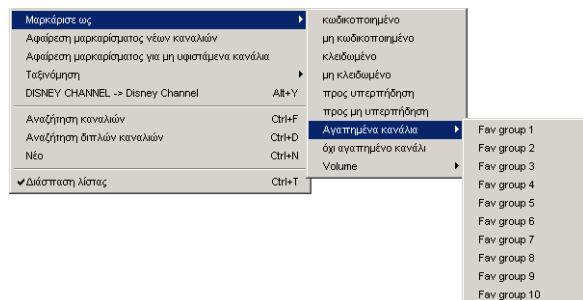 Μαρκάρισε ως
Αφαίρεση μαρκαρίσματος νέων καναλιών
Αφαίρεση μαρκαρίσματος για μη υφιστάμενα κανάλια
Ταξινόμηση
DISNEY CHANNEL -> Disney Channel Alt+Y
Αναζήτηση καναλιών Ctrl+F
Αναζήτηση διπλών καναλιών Ctrl+D
Νέο Ctrl+N
Διάσπαση λίστας Ctrl+T
κωδικοποιημένο
μη κωδικοποιημένο
κλειδωμένο
μη κλειδωμένο
προς υπερπήδηση
προς μη υπερπήδηση
Αγαπημένα κανάλια
όχι αγαπημένο κανάλι
Volume
Fav group 1
Fav group 2
Fav group 3
Fav group 4
Fav group 5
Fav group 6
Fav group 7
Fav group 8
Fav group 9
Fav group 10